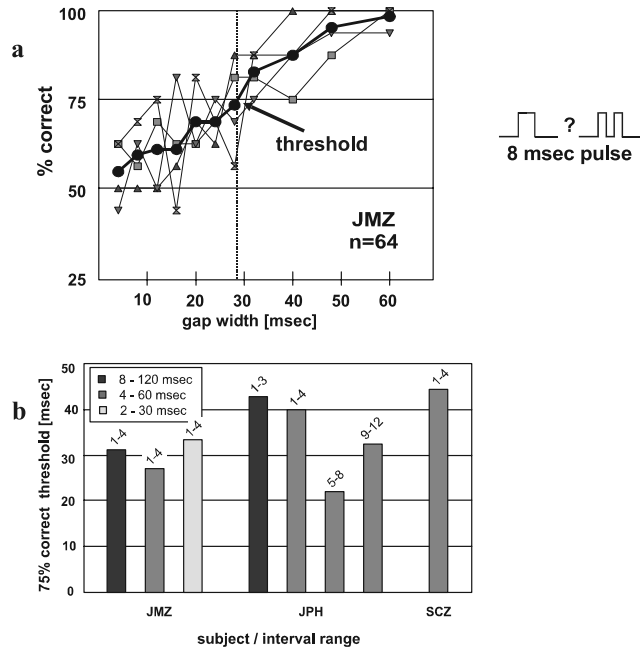 a
100
75
50
25
% correct
threshold
JMZ
n=64
10 20 30 40 50 60
gap width [msec]
?
8 msec pulse
b
8 - 120 msec
4 - 60 msec
2 - 30 msec
50
40
30
20
10
0
75% correct threshold [msec]
1-4 1-4 1-4 1-3 1-4 5-8 9-12 1-4
JMZ JPH SCZ
subject / interval range